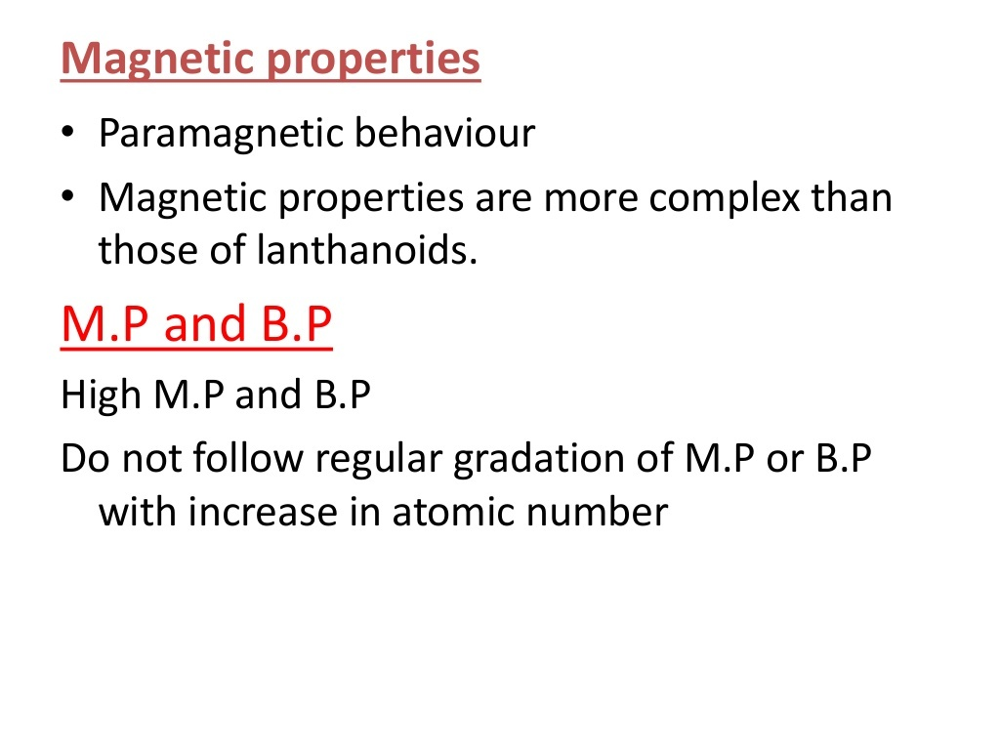 Magnetic properties
• Paramagnetic behaviour
• Magnetic properties are more complex than
those of lanthanoids.
M.P and B.P
High M.P and B.P
Do not follow regular gradation of M.P or B.P
with increase in atomic number